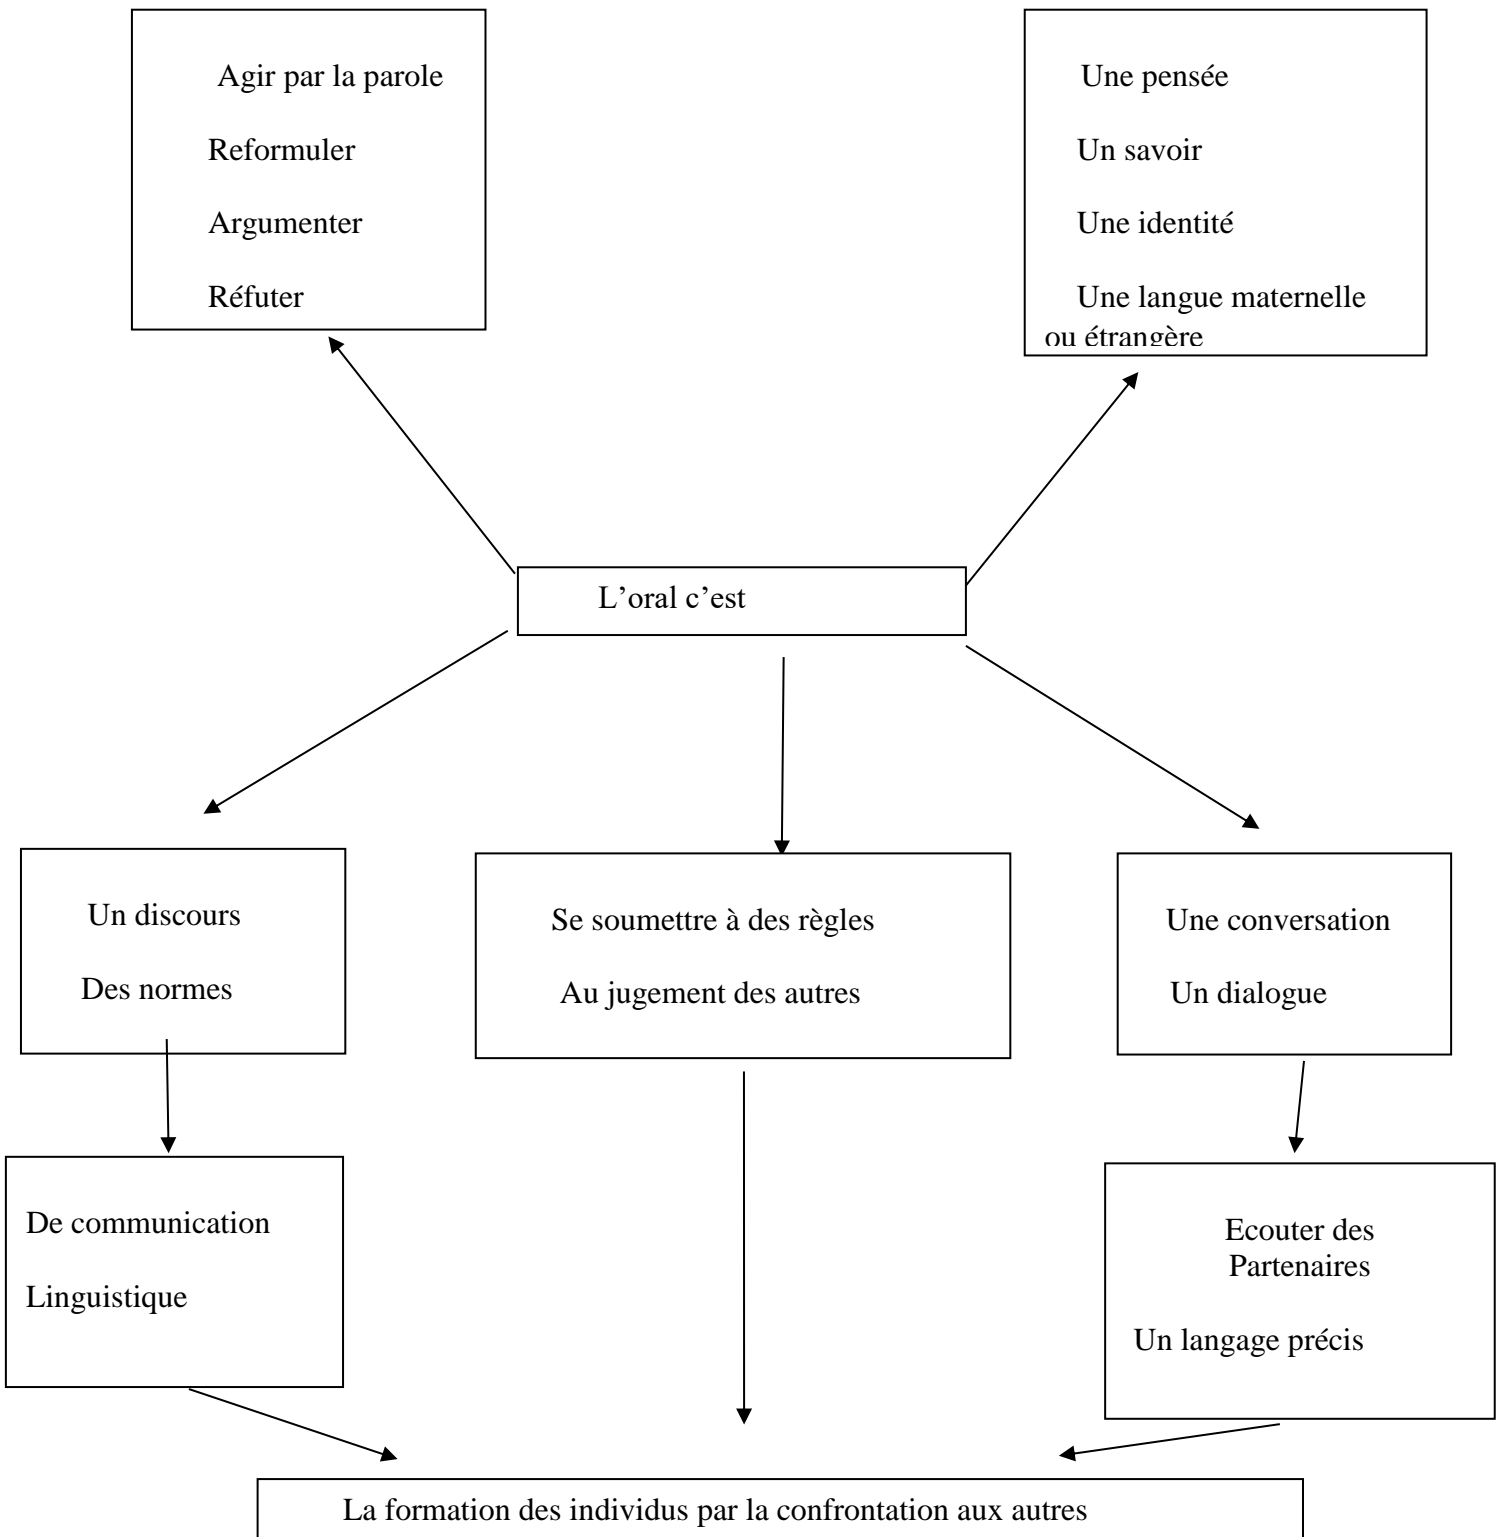 Agir par la parole
Reformuler
Argumenter
Réfuter
Une pensée
Un savoir
Une identité
Une langue maternelle
ou étrangère
L’oral c’est
Un discours
Des normes
Se soumettre à des règles
Au jugement des autres
Une conversation
Un dialogue
De communication
Linguistique
Ecouter des
Partenaires
Un langage précis
La formation des individus par la confrontation aux autres